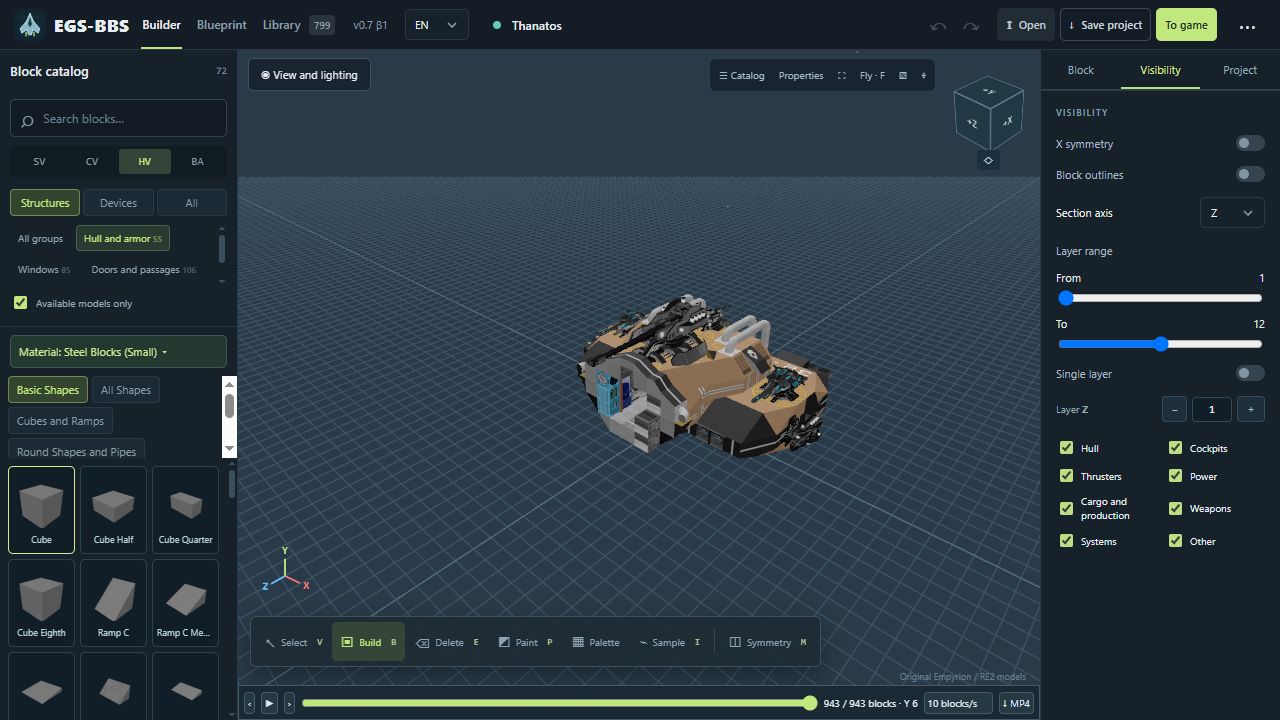 EGS-BBS Builder Blueprint Library 799 v0.7 β1 EN Thanatos Open Save project To game ...
Block catalog 72
Search blocks...
SV CV HV BA
Structures Devices All
All groups Hull and armor 55
Windows 85 Doors and passages 106
Available models only
Material: Steel Blocks (Small)
Basic Shapes All Shapes
Cubes and Ramps
Round Shapes and Pipes
Cube Cube Half Cube Quarter
Cube Eighth Ramp C Ramp C Me...
View and lighting
Catalog Properties Fly · F
+Z
Y
Z X
Select V Build B Delete E Paint P Palette Sample I Symmetry M
Original Empyrion / RE2 models
943 / 943 blocks · Y 6 10 blocks/s MP4
Block Visibility Project
VISIBILITY
X symmetry
Block outlines
Section axis Z
Layer range
From 1
To 12
Single layer
Layer Z − 1 +
Hull Cockpits
Thrusters Power
Cargo and
production
Weapons
Systems Other